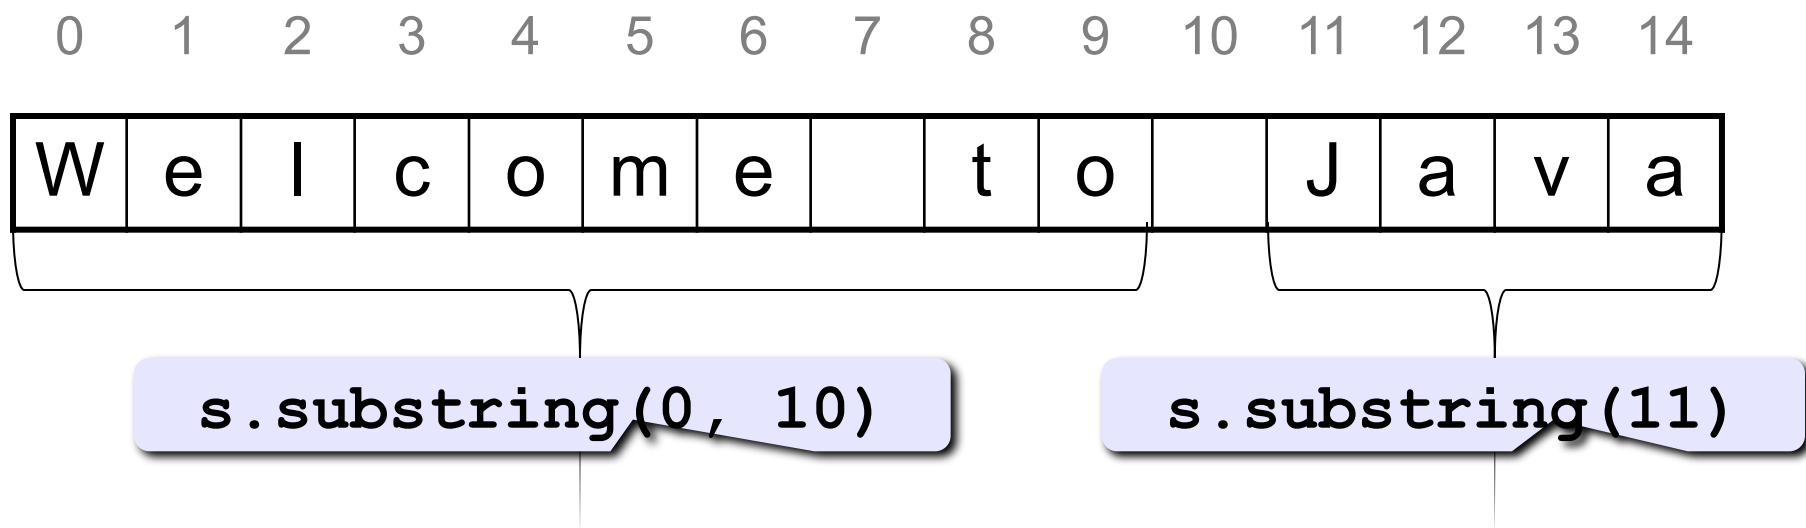 0 1 2 3 4 5 6 7 8 9 10 11 12 13 14
W e l c o m e   t o   J a v a
s.substring(0, 10) s.substring(11)